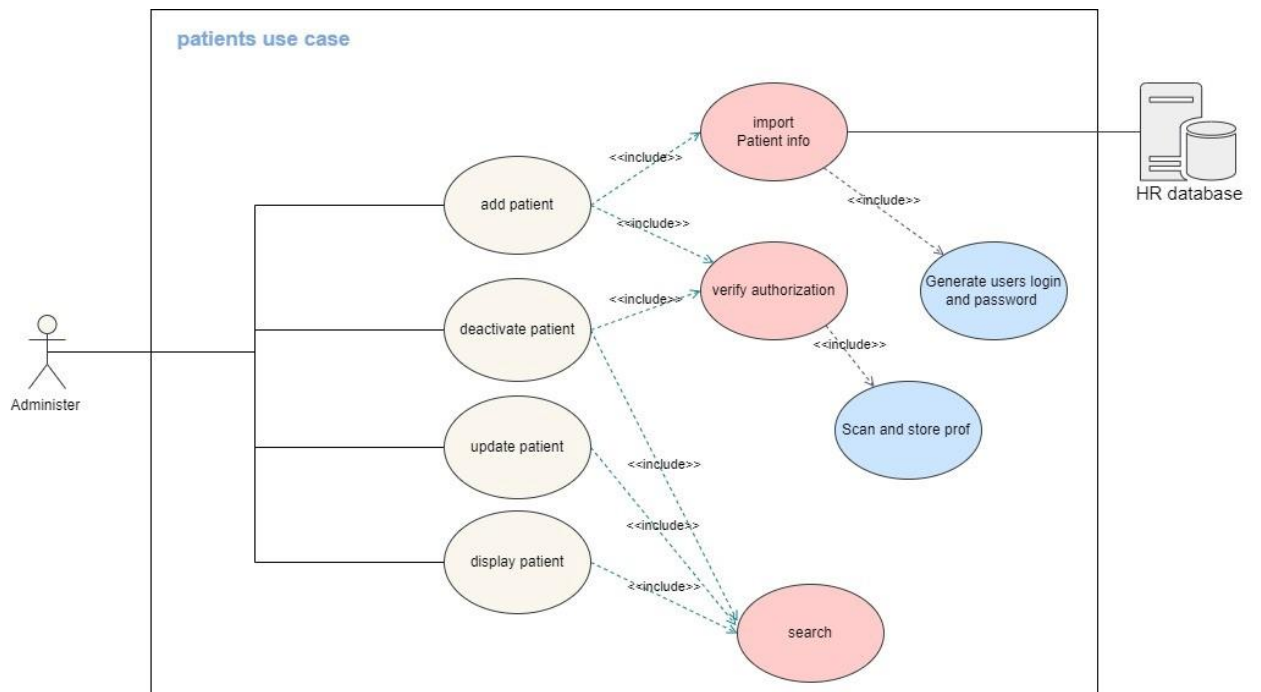 patients use case
import
Patient info
<<include>>
HR database
<<include>>
add patient
<<include>>
Generate users login
and password
verify authorization
<<include>>
deactivate patient
<<include>>
Administer
Scan and store prof
update patient
<<include>>
<<include>>
display patient
<<include>>
search